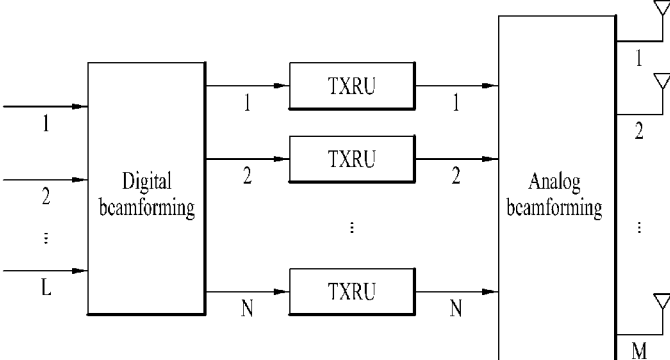 1
2
⋮
L
Digital
beamforming
1
2
N
TXRU
TXRU
⋮
TXRU
1
2
N
Analog
beamforming
1
2
⋮
M